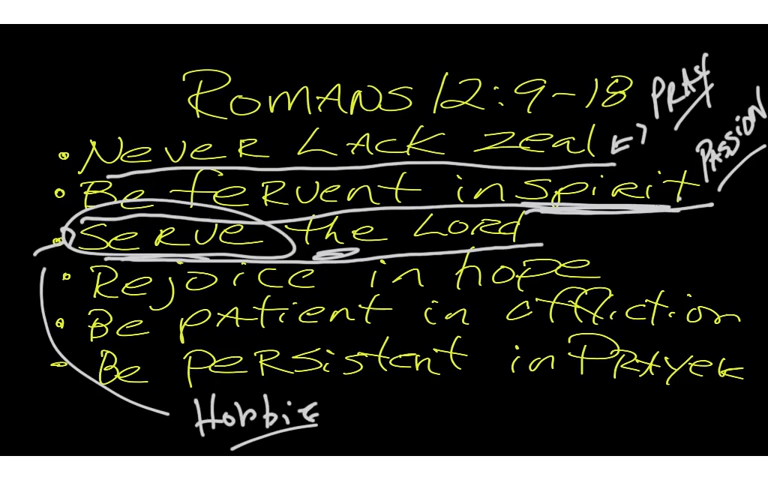 Romans 12:9-18
PRAY
• Never Lack zeal
PASSION
• Be fervent in spirit
• Serve the Lord
• Rejoice in hope
• Be patient in affliction
• Be persistent in Prayer
Hobbie